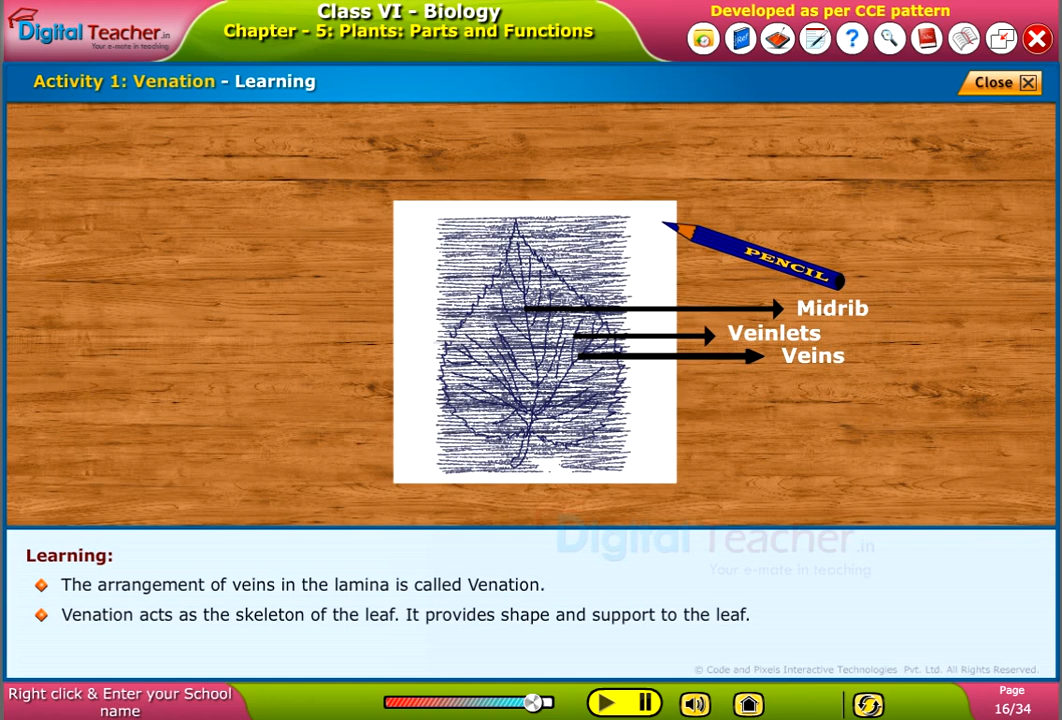 Digital Teacher.in
Your e-mate in teaching
Class VI - Biology
Chapter - 5: Plants: Parts and Functions
Developed as per CCE pattern
Ref
?
Activity 1: Venation - Learning
Close
PENCIL
Midrib
Veinlets
Veins
Digital Teacher.in
Your e-mate in teaching
Learning:
The arrangement of veins in the lamina is called Venation.
Venation acts as the skeleton of the leaf. It provides shape and support to the leaf.
© Code and Pixels Interactive Technologies Pvt. Ltd. All Rights Reserved.
Right click & Enter your School
name
Page
16/34